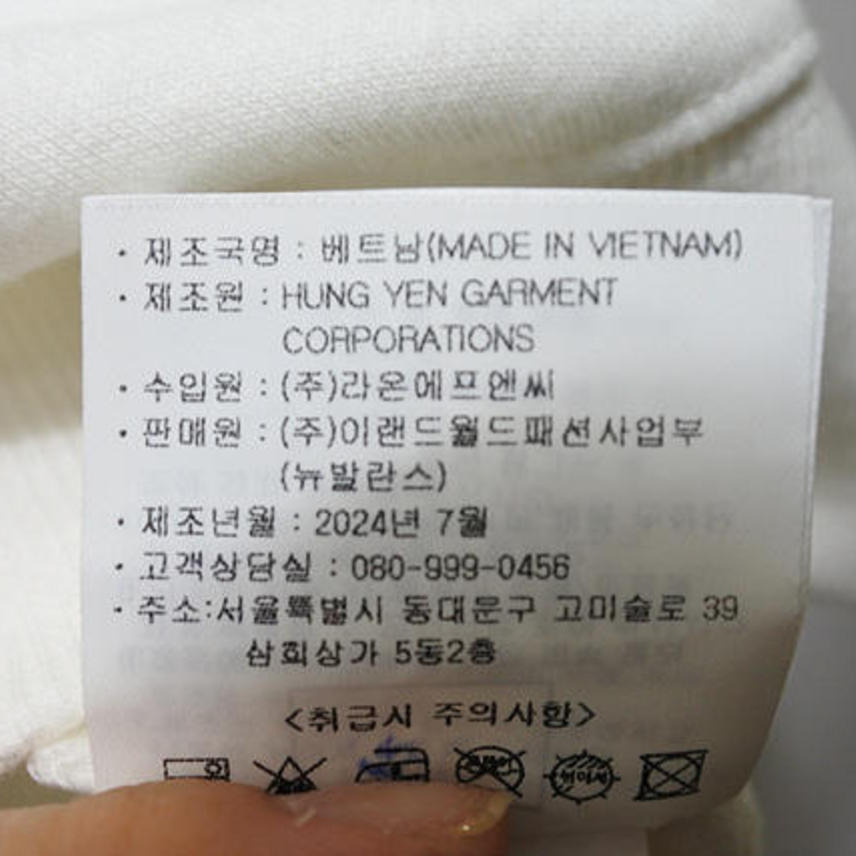 · 제조국명 : 베트남(MADE IN VIETNAM)
· 제조원 : HUNG YEN GARMENT
CORPORATIONS
· 수입원 : (주)라온에프엔씨
· 판매원 : (주)이랜드월드패션사업부
(뉴발란스)
· 제조년월 : 2024년 7월
· 고객상담실 : 080-999-0456
· 주소:서울특별시 동대문구 고미술로 39
삼희상가 5동2층
<취급시 주의사항>